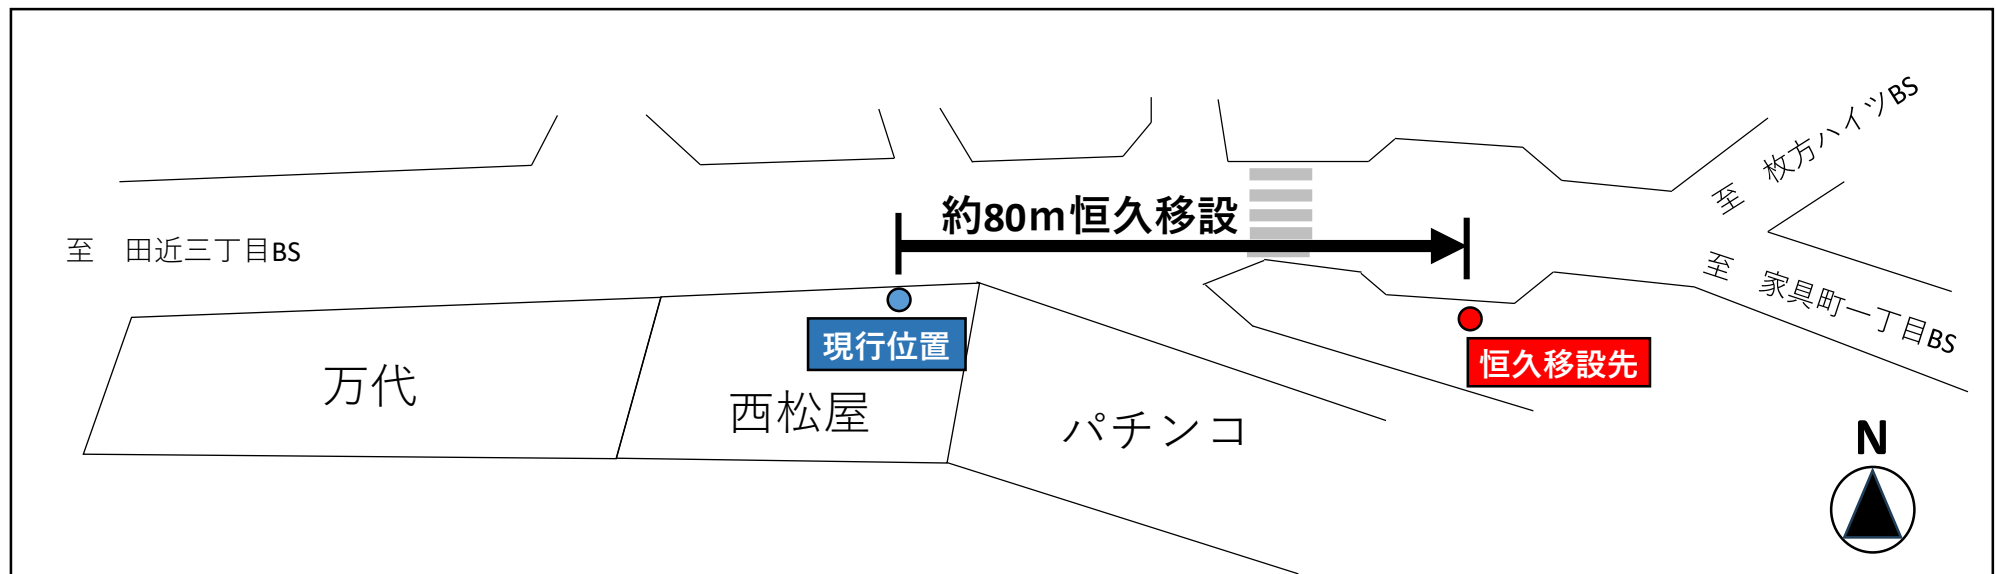 至　枚方ハイツBS
約80m恒久移設
至　田近三丁目BS
至　家具町一丁目BS
現行位置
恒久移設先
万代
西松屋
パチンコ
N